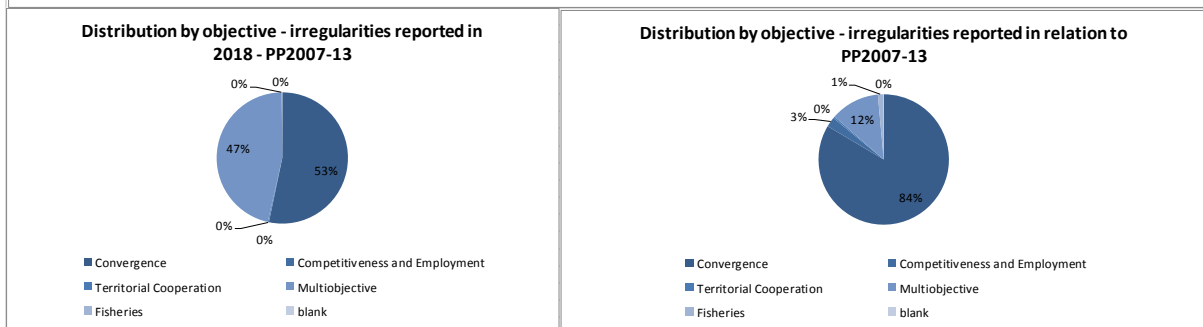 Distribution by objective - irregularities reported in
2018 - PP2007-13
0%
0%
47%
53%
0%
0%
Convergence
Competitiveness and Employment
Territorial Cooperation
Multiobjective
Fisheries
blank
Distribution by objective - irregularities reported in relation to
PP2007-13
1%
0%
0%
3%
12%
84%
Convergence
Competitiveness and Employment
Territorial Cooperation
Multiobjective
Fisheries
blank